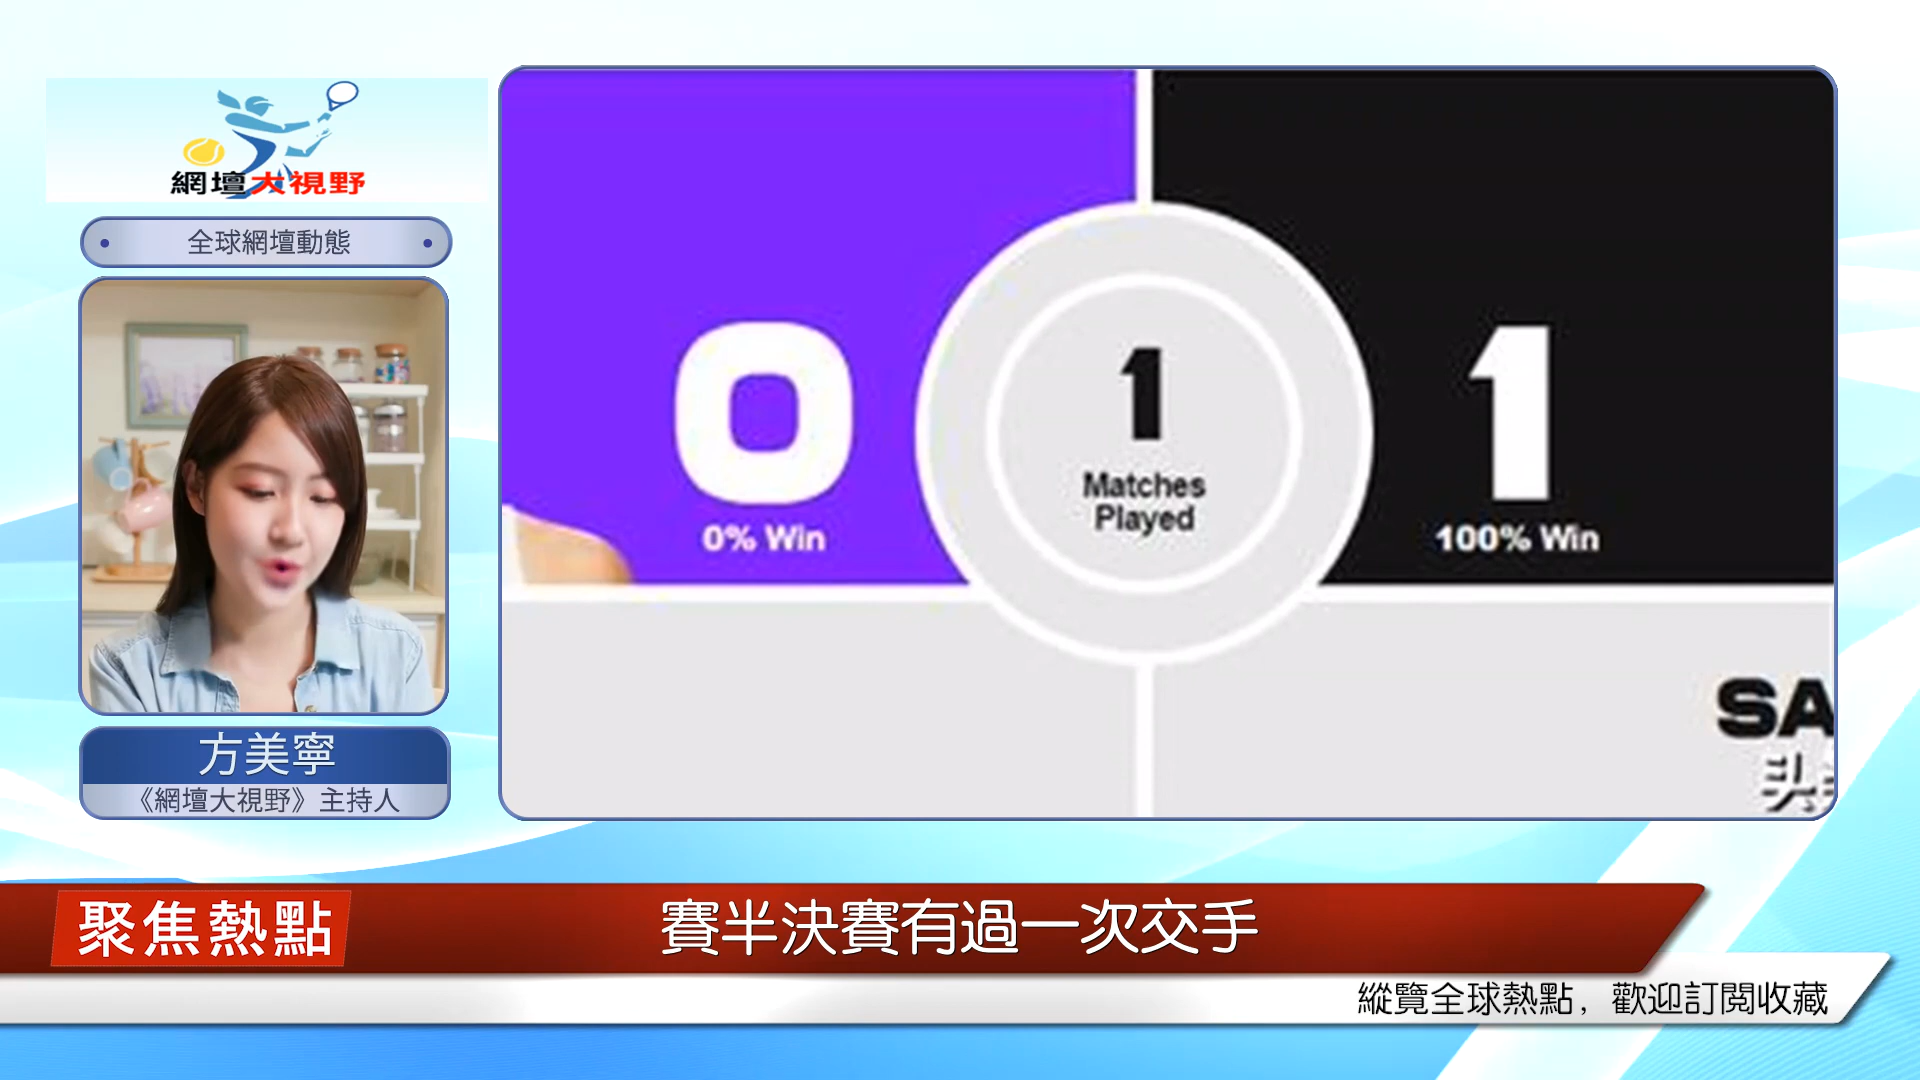 網壇大視野
全球網壇動態
方美寧
《網壇大視野》主持人
0
0% Win
1
Matches
Played
1
100% Win
SA
聚焦熱點
賽半決賽有過一次交手
縱覽全球熱點，歡迎訂閱收藏